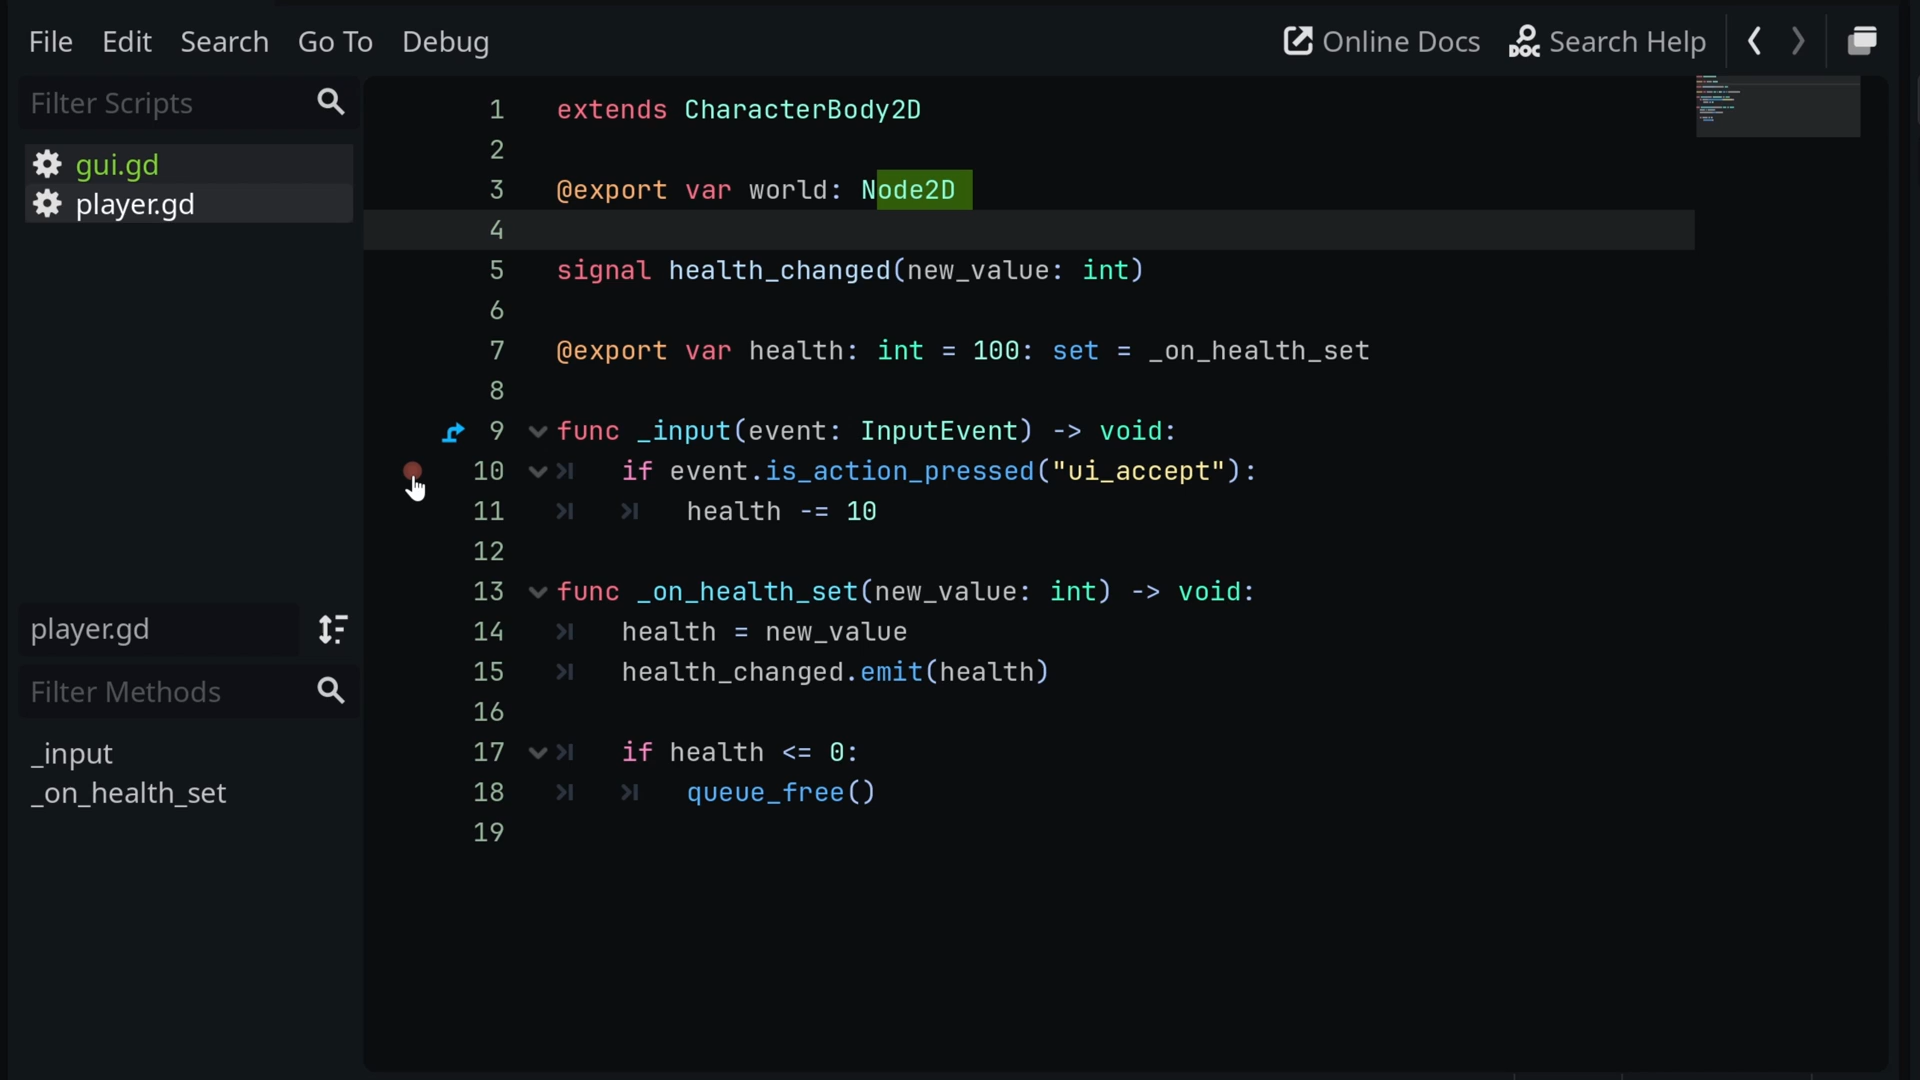 File Edit Search Go To Debug Online Docs DOC Search Help
Filter Scripts
gui.gd
player.gd
player.gd
Filter Methods
_input
_on_health_set
1 extends CharacterBody2D
2
3 @export var world: Node2D
4
5 signal health_changed(new_value: int)
6
7 @export var health: int = 100: set = _on_health_set
8
9 func _input(event: InputEvent) -> void:
10 if event.is_action_pressed("ui_accept"):
11 health -= 10
12
13 func _on_health_set(new_value: int) -> void:
14 health = new_value
15 health_changed.emit(health)
16
17 if health <= 0:
18 queue_free()
19